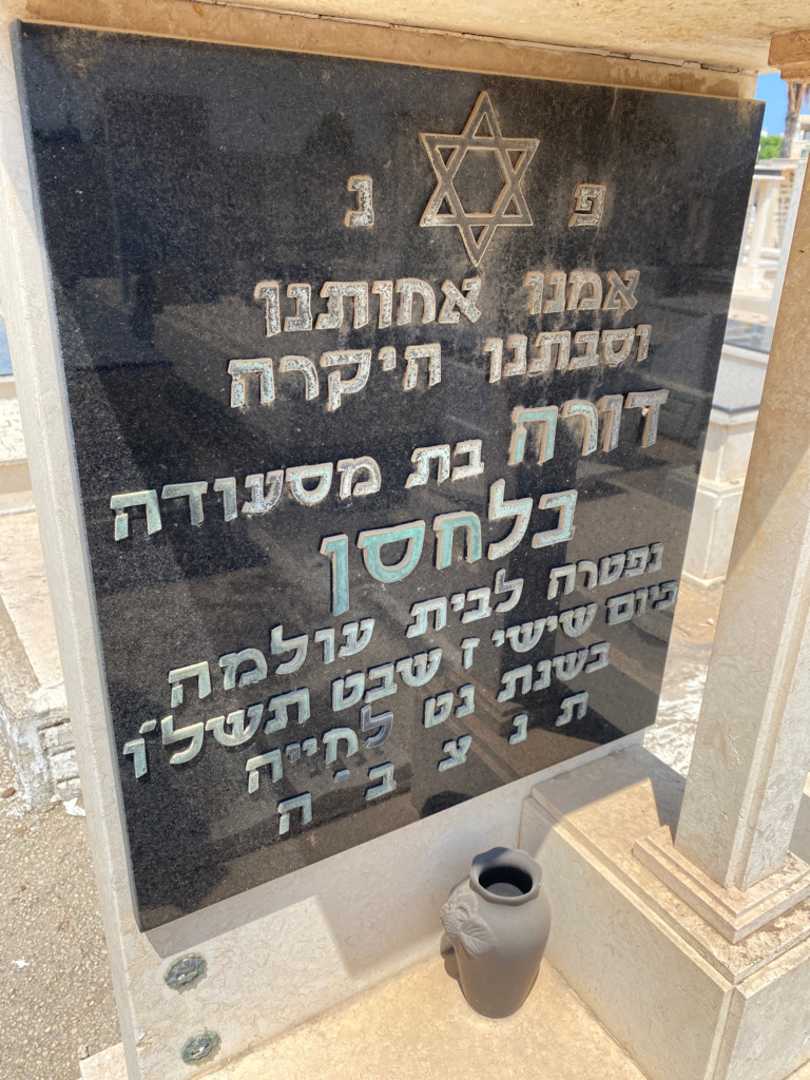 פ נ
אמנו אחותנו
וסבתנו היקרה
דורה בת מסעודה
בלחסן
נפטרה לבית עולמה
ביום שישי ז שבט תשל"ו
בשנת נט לחייה
ת נ צ ב ה